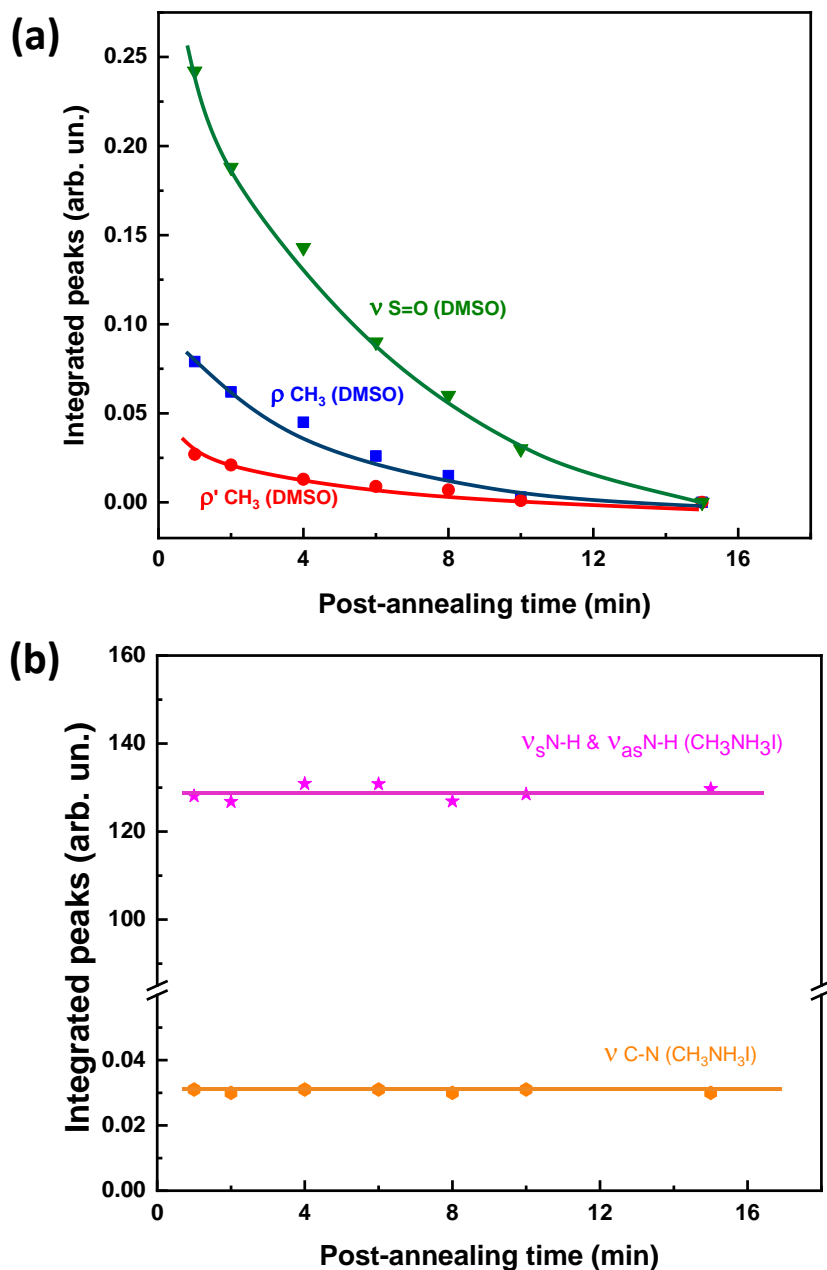 (a)
Integrated peaks (arb. un.)
0.25
0.20
0.15
0.10
0.05
0.00
ν S=O (DMSO)
ρ CH₃ (DMSO)
ρ' CH₃ (DMSO)
0 4 8 12 16
Post-annealing time (min)
(b)
Integrated peaks (arb. un.)
160
140
120
100
0.04
0.02
0.00
νₛN-H & νₐₛN-H (CH₃NH₃I)
ν C-N (CH₃NH₃I)
0 4 8 12 16
Post-annealing time (min)